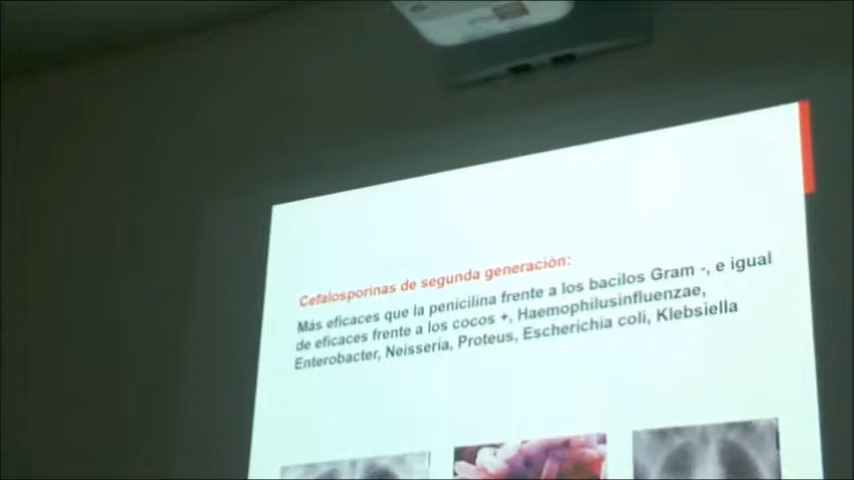 Cefalosporinas de segunda generación:
Más eficaces que la penicilina frente a los bacilos Gram -, e igual
de eficaces frente a los cocos +, Haemophilusinfluenzae,
Enterobacter, Neisseria, Proteus, Escherichia coli, Klebsiella